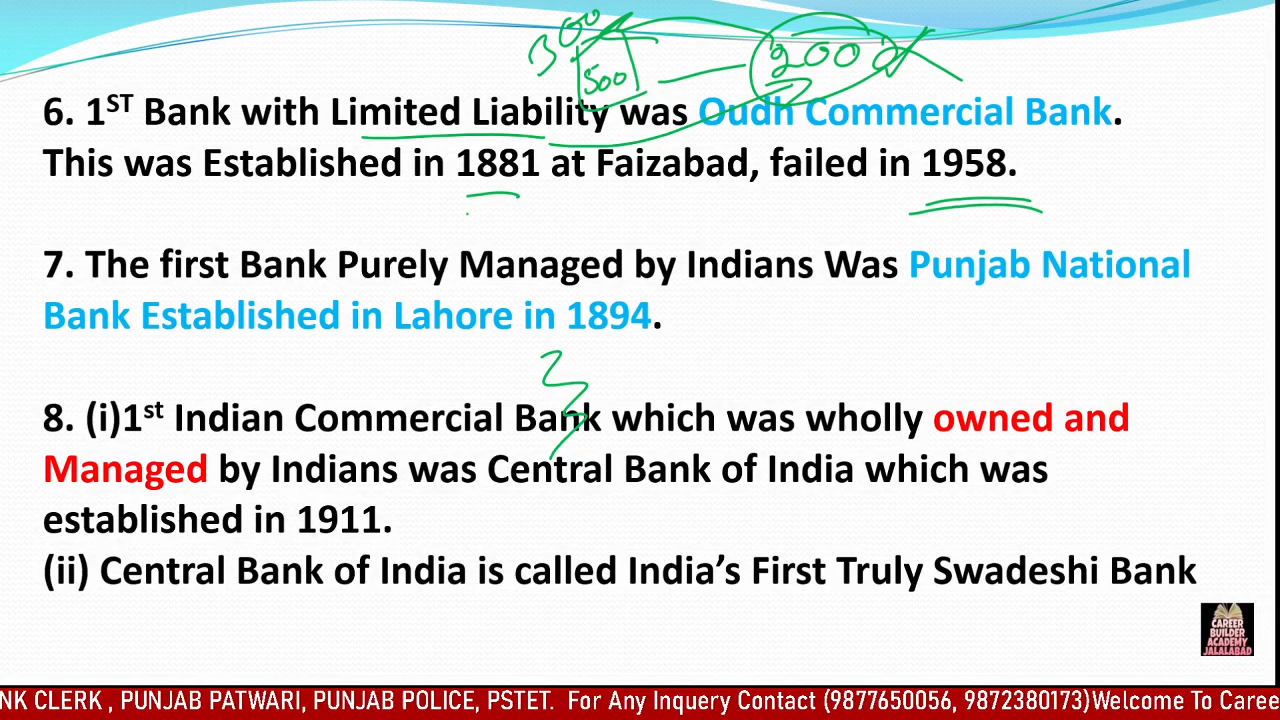 300
500
2002
6. 1ST Bank with Limited Liability was Oudh Commercial Bank.
This was Established in 1881 at Faizabad, failed in 1958.
7. The first Bank Purely Managed by Indians Was Punjab National
Bank Established in Lahore in 1894.
8. (i)1st Indian Commercial Bank which was wholly owned and
Managed by Indians was Central Bank of India which was
established in 1911.
(ii) Central Bank of India is called India’s First Truly Swadeshi Bank
CAREER
BUILDER
ACADEMY
JALALABAD
NK CLERK , PUNJAB PATWARI, PUNJAB POLICE, PSTET. For Any Inquery Contact (9877650056, 9872380173)Welcome To Caree